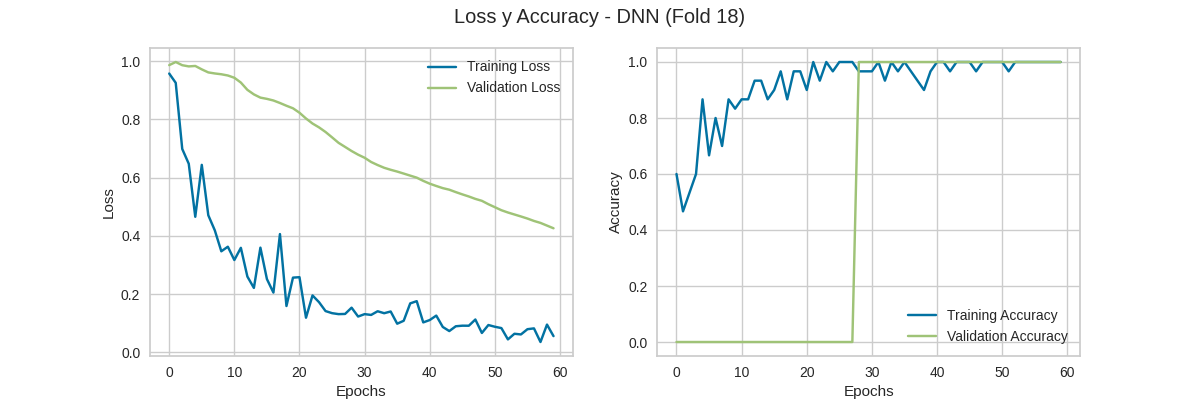 Loss y Accuracy - DNN (Fold 18)
1.0
0.8
0.6
0.4
0.2
0.0
Loss
0 10 20 30 40 50 60
Epochs
Training Loss
Validation Loss
1.0
0.8
0.6
0.4
0.2
0.0
Accuracy
0 10 20 30 40 50 60
Epochs
Training Accuracy
Validation Accuracy